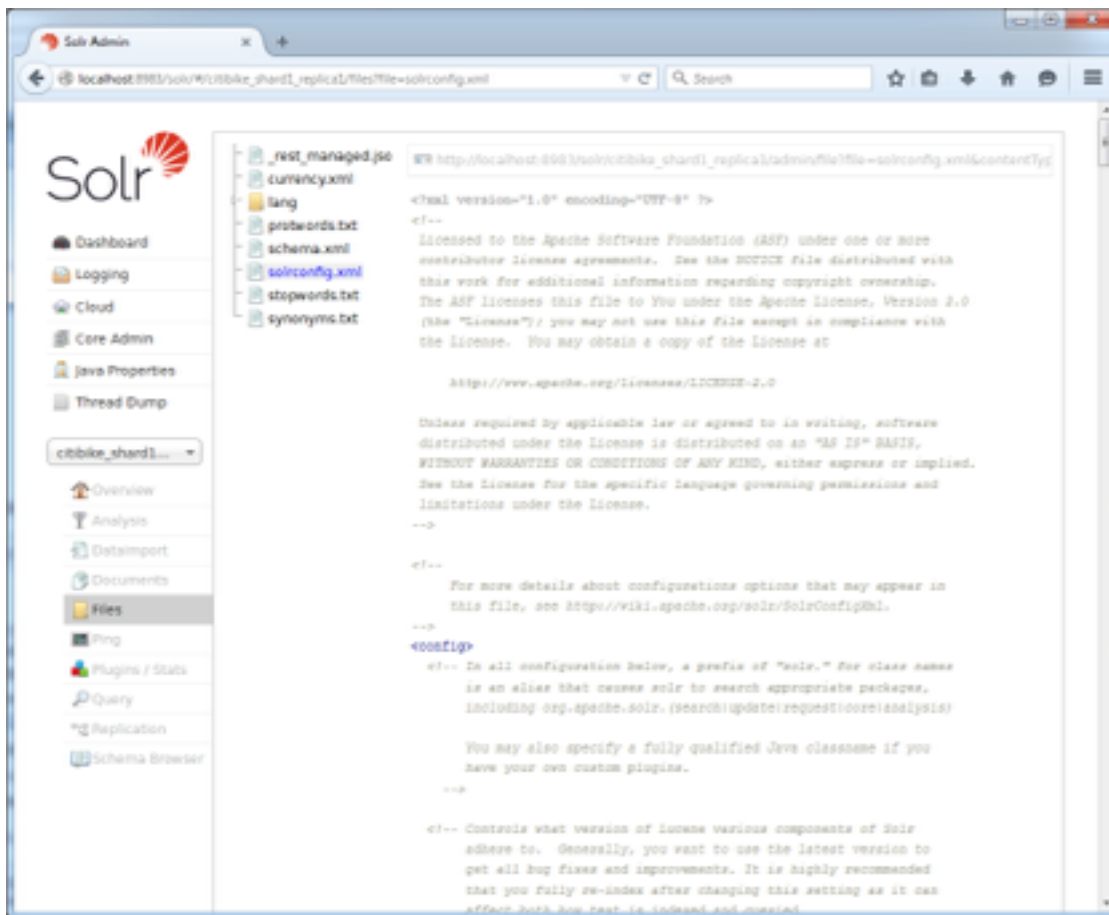 Solr Admin
localhost:8983/solr/#/citibike_shard1_replica1/files?file=solrconfig.xml
Search
Solr
Dashboard
Logging
Cloud
Core Admin
Java Properties
Thread Dump
citibike_shard1...
Overview
Analysis
Dataimport
Documents
Files
Ping
Plugins / Stats
Query
Replication
Schema Browser
_rest_managed.jso
currency.xml
lang
protwords.txt
schema.xml
solrconfig.xml
stopwords.txt
synonyms.txt
http://localhost:8983/solr/citibike_shard1_replica1/admin/file?file=solrconfig.xml&contentTyp
<?xml version="1.0" encoding="UTF-8" ?>
<!--
Licensed to the Apache Software Foundation (ASF) under one or more
contributor license agreements. See the NOTICE file distributed with
this work for additional information regarding copyright ownership.
The ASF licenses this file to You under the Apache License, Version 2.0
(the "License"); you may not use this file except in compliance with
the License. You may obtain a copy of the License at
http://www.apache.org/licenses/LICENSE-2.0
Unless required by applicable law or agreed to in writing, software
distributed under the License is distributed on an "AS IS" BASIS,
WITHOUT WARRANTIES OR CONDITIONS OF ANY KIND, either express or implied.
See the License for the specific language governing permissions and
limitations under the License.
-->
<!--
For more details about configurations options that may appear in
this file, see http://wiki.apache.org/solr/SolrConfigXml.
-->
<config>
<!-- In all configuration below, a prefix of "solr." for class names
is an alias that causes solr to search appropriate packages,
including org.apache.solr.(search|update|request|core|analysis)
You may also specify a fully qualified Java classname if you
have your own custom plugins.
-->
<!-- Controls what version of Lucene various components of Solr
adhere to. Generally, you want to use the latest version to
get all bug fixes and improvements. It is highly recommended
that you fully re-index after changing this setting as it can
affect both how text is indexed and queried.